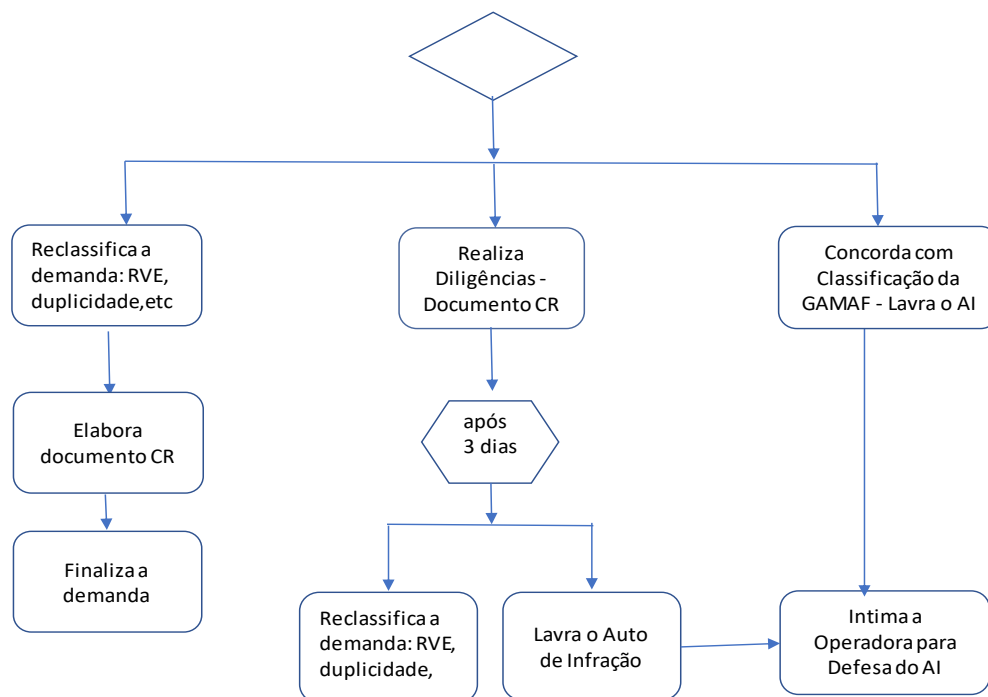 Reclassifica a
demanda: RVE,
duplicidade,etc
Realiza
Diligências -
Documento CR
Concorda com
Classificação da
GAMAF - Lavra o AI
Elabora
documento CR
após
3 dias
Finaliza a
demanda
Reclassifica a
demanda: RVE,
duplicidade,
Lavra o Auto
de Infração
Intima a
Operadora para
Defesa do AI